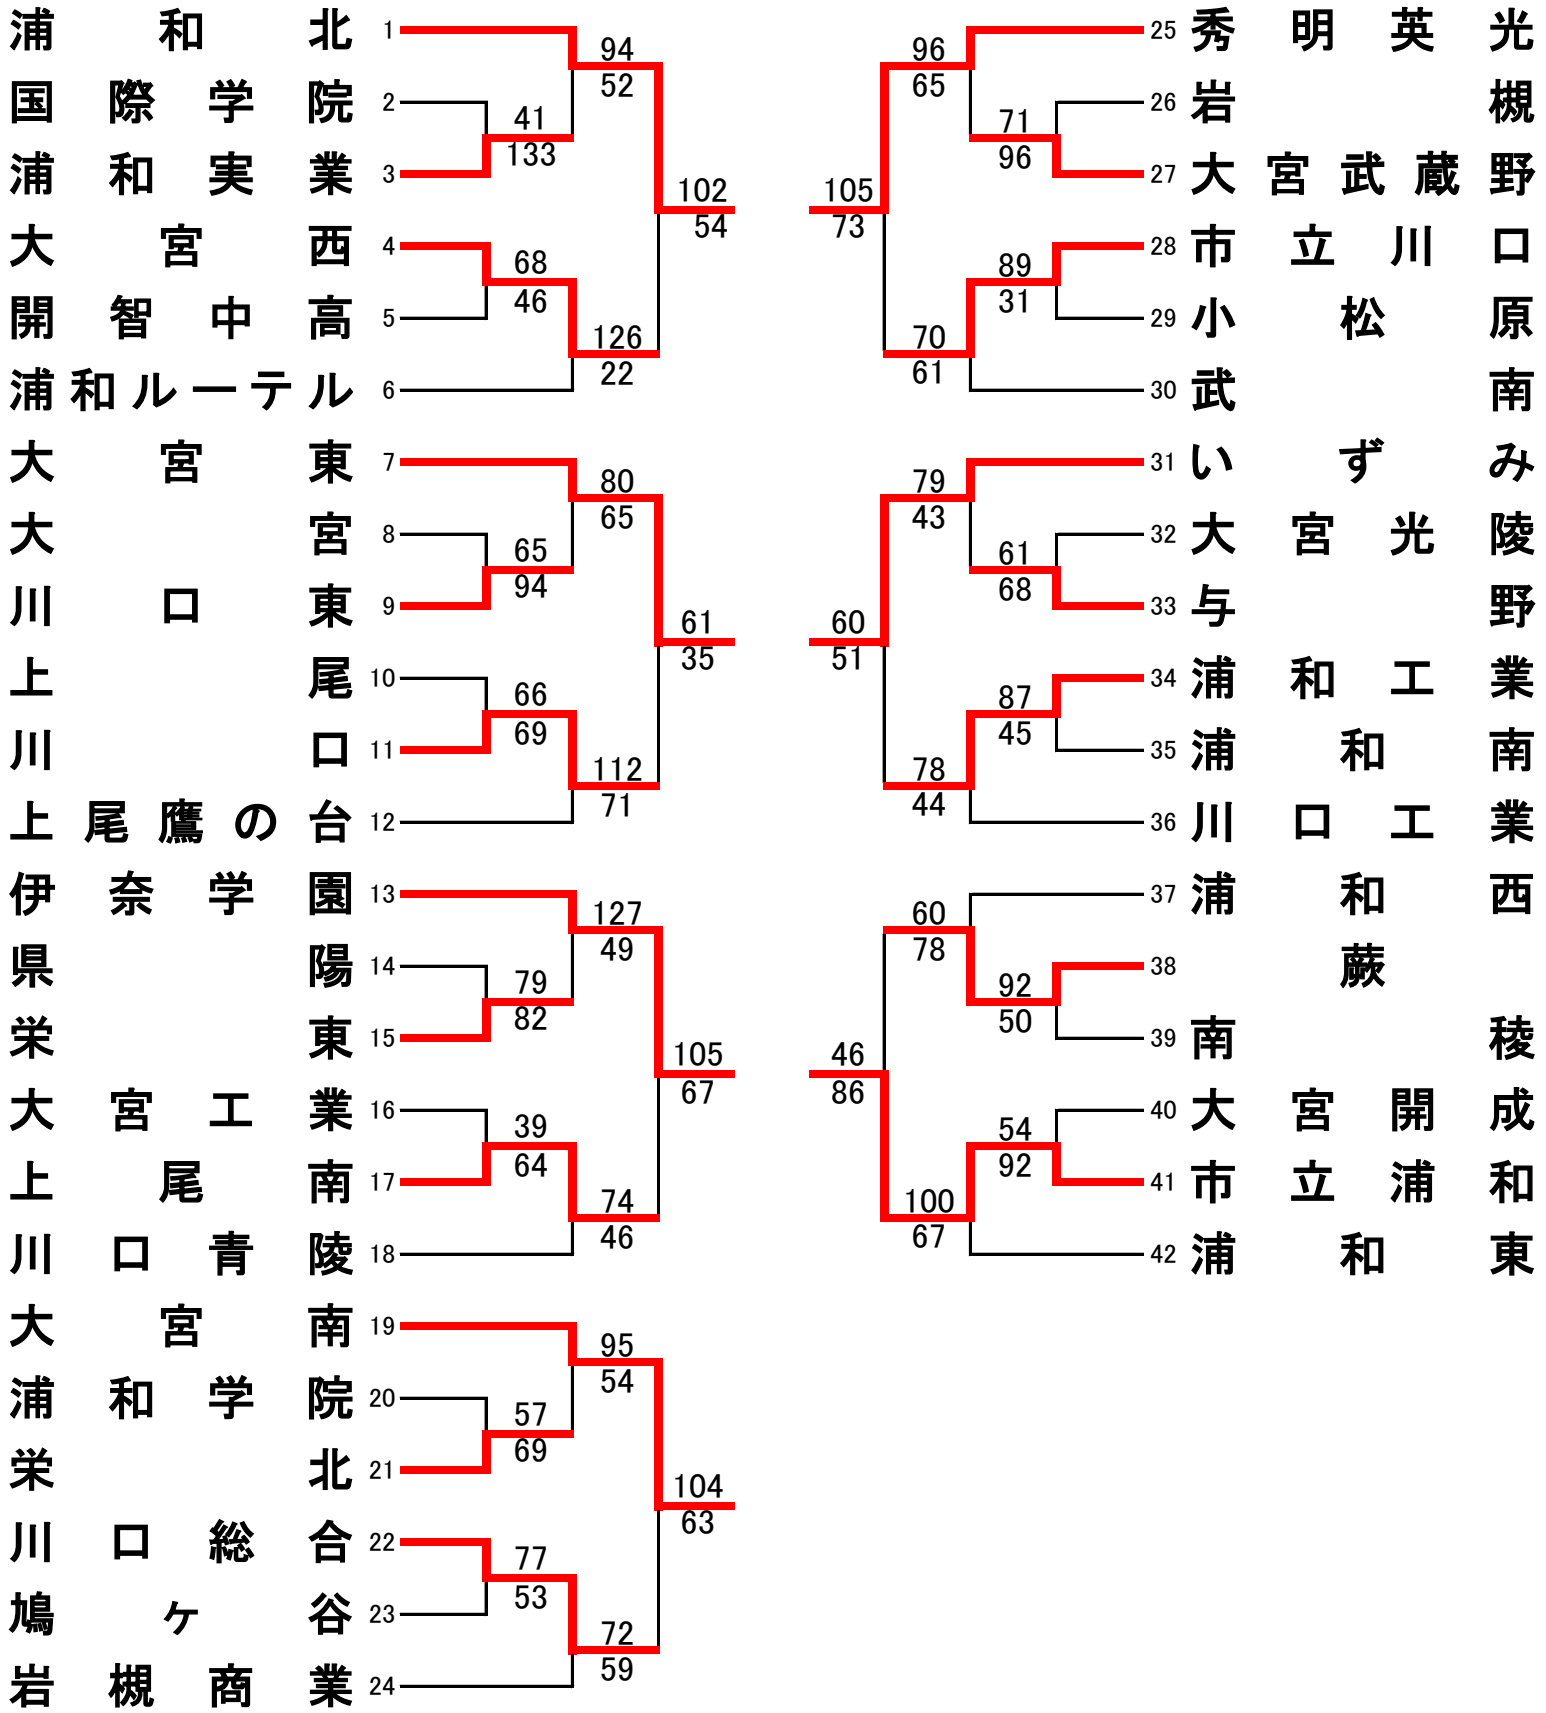 浦和北 1
94
52
国際学院 2
41
133
浦和実業 3
102
54
大宮西 4
68
46
開智中高 5
126
22
浦和ルーテル 6
大宮東 7
80
65
大宮 8
65
94
川口東 9
61
35
上尾 10
66
69
川口 11
112
71
上尾鷹の台 12
伊奈学園 13
127
49
県陽 14
79
82
栄東 15
105
67
大宮工業 16
39
64
上尾南 17
74
46
川口青陵 18
大宮南 19
95
54
浦和学院 20
57
69
栄北 21
104
63
川口総合 22
77
53
鳩ヶ谷 23
72
59
岩槻商業 24
25 秀明英光
96
65
26 岩槻
71
96
27 大宮武蔵野
105
73
28 市立川口
89
31
29 小松原
70
61
30 武南
31 いずみ
79
43
32 大宮光陵
61
68
33 与野
60
51
34 浦和工業
87
45
35 浦和南
78
44
36 川口工業
37 浦和西
60
78
38 蕨
92
50
39 南稜
46
86
40 大宮開成
54
92
41 市立浦和
100
67
42 浦和東